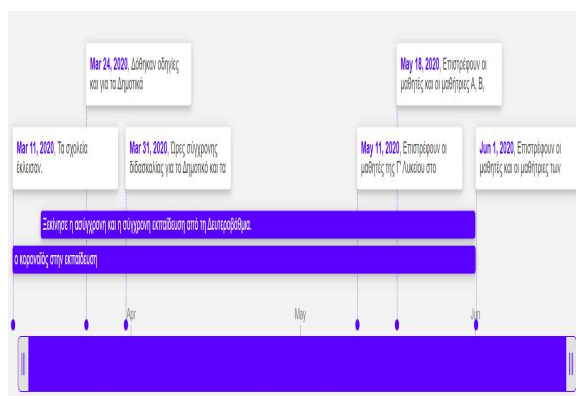 Mar 24, 2020, Δόθηκαν οδηγίες
και για τα Δημοτικά
May 18, 2020, Επιστρέφουν οι
μαθητές και οι μαθήτριες Α, Β,
Mar 11, 2020, Τα σχολεία
έκλεισαν.
Mar 31, 2020, Ώρες σύγχρονης
διδασκαλίας για το Δημοτικό και τα
May 11, 2020, Επιστρέφουν οι
μαθητές της Γ' Λυκείου στο
Jun 1, 2020, Επιστρέφουν οι
μαθητές και οι μαθήτριες των
Ξεκίνησε η ασύγχρονη και η σύγχρονη εκπαίδευση από τη Δευτεροβάθμια.
ο κορονοϊός στην εκπαίδευση
Apr
May
Jun